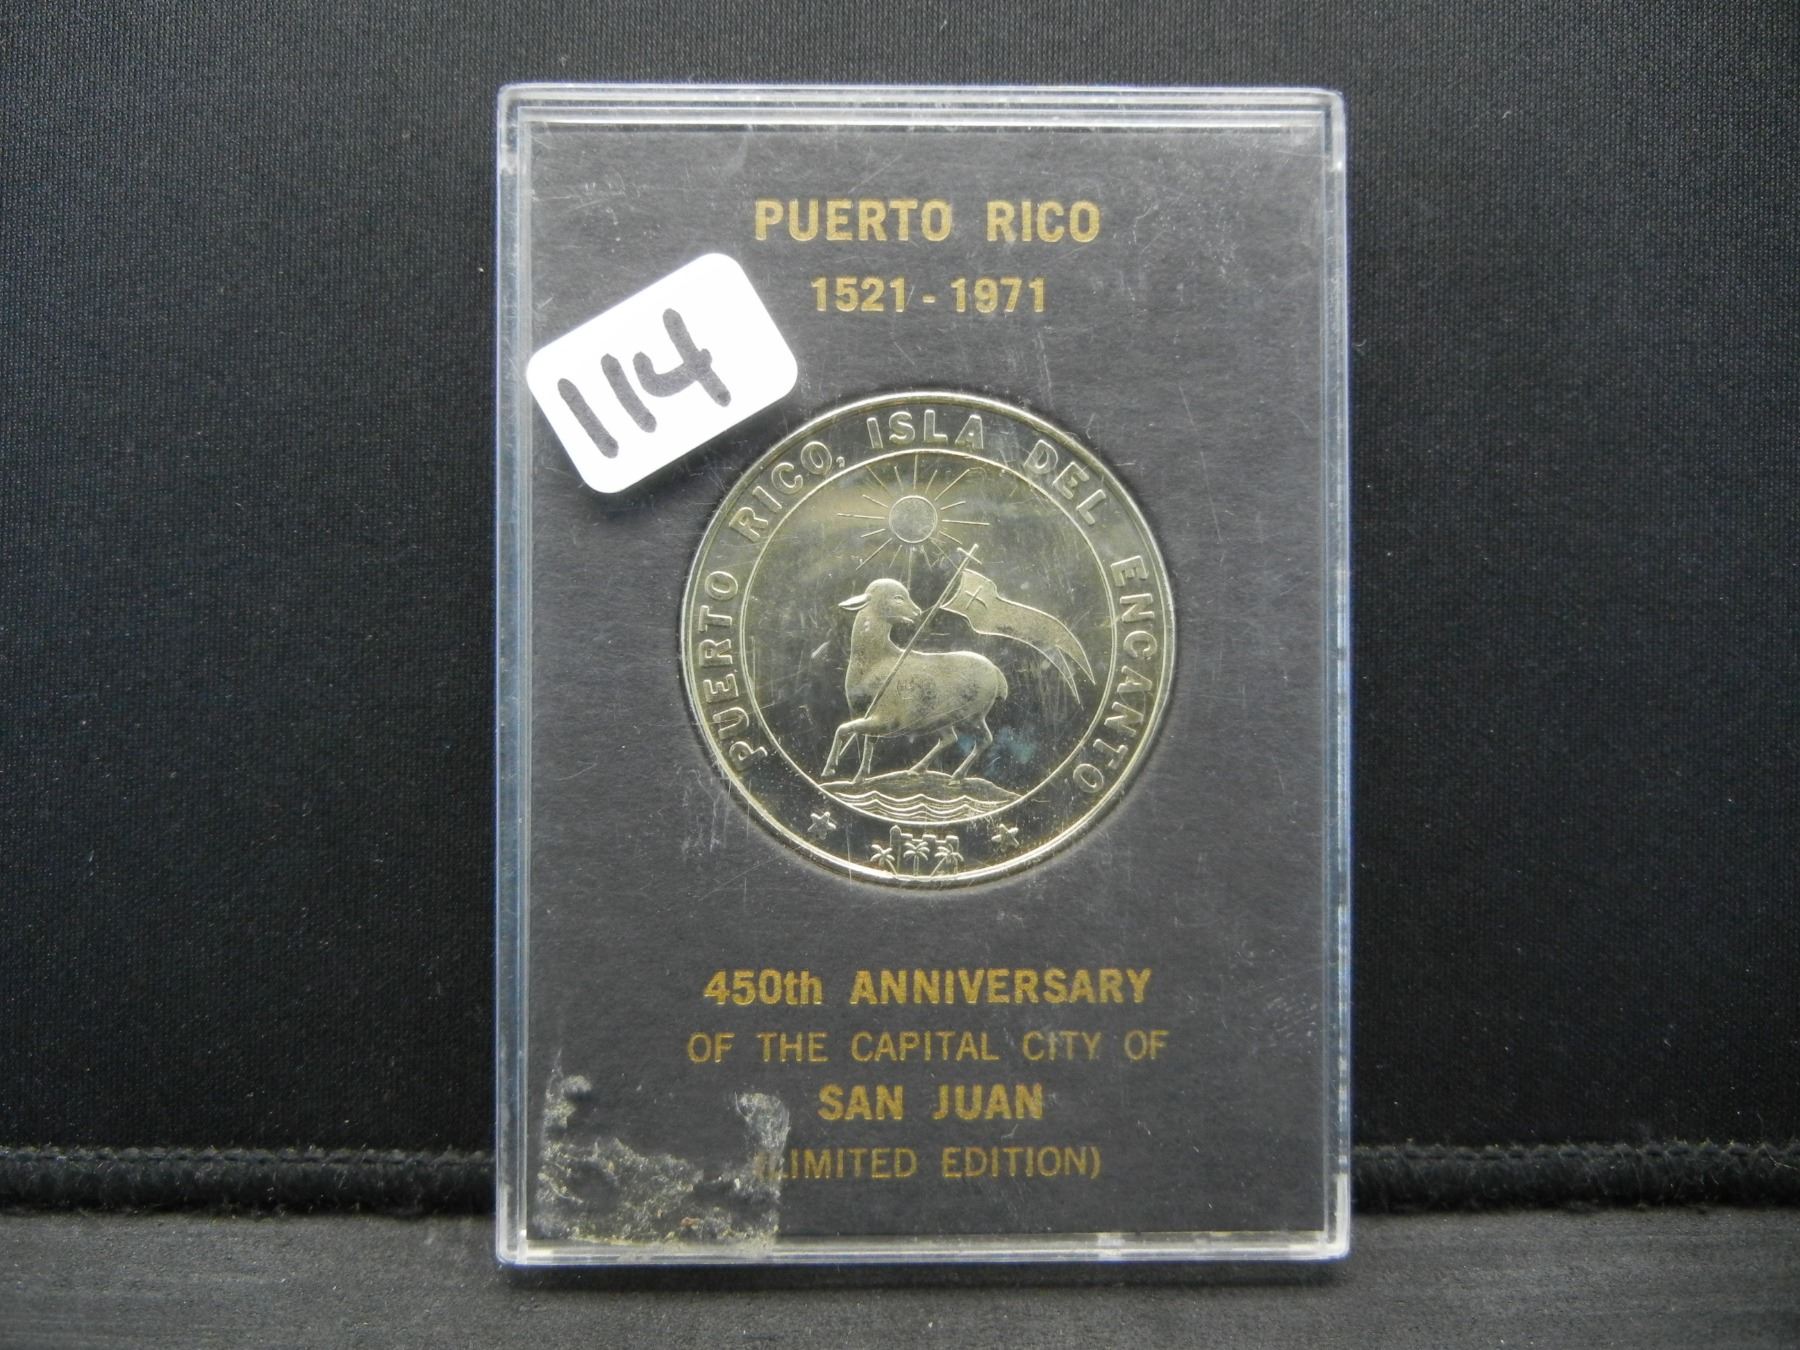 PUERTO RICO
1521 - 1971
114
PUERTO RICO, ISLA DEL ENCANTO
450th ANNIVERSARY
OF THE CAPITAL CITY OF
SAN JUAN
(LIMITED EDITION)